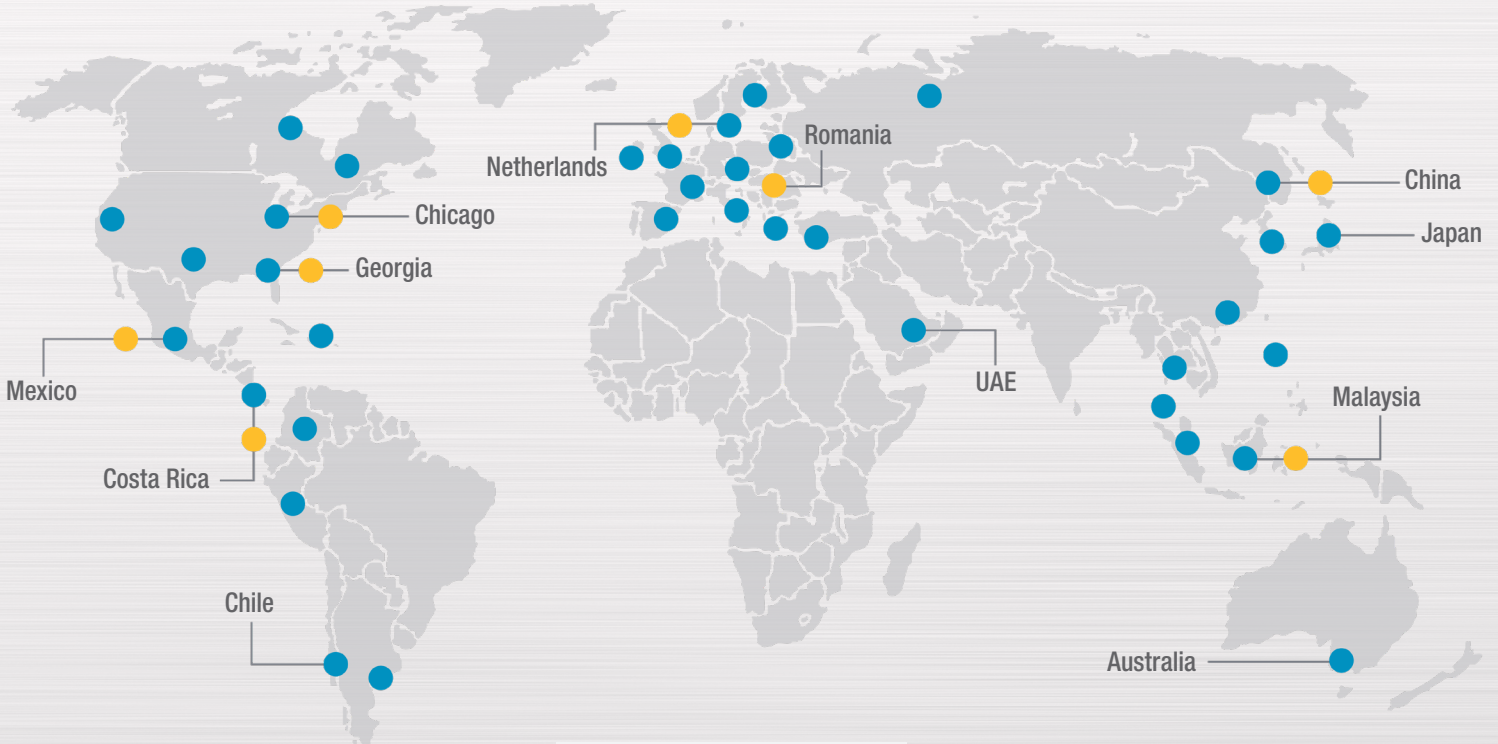 Romania
Netherlands
China
Chicago
Japan
Georgia
UAE
Mexico
Malaysia
Costa Rica
Chile
Australia